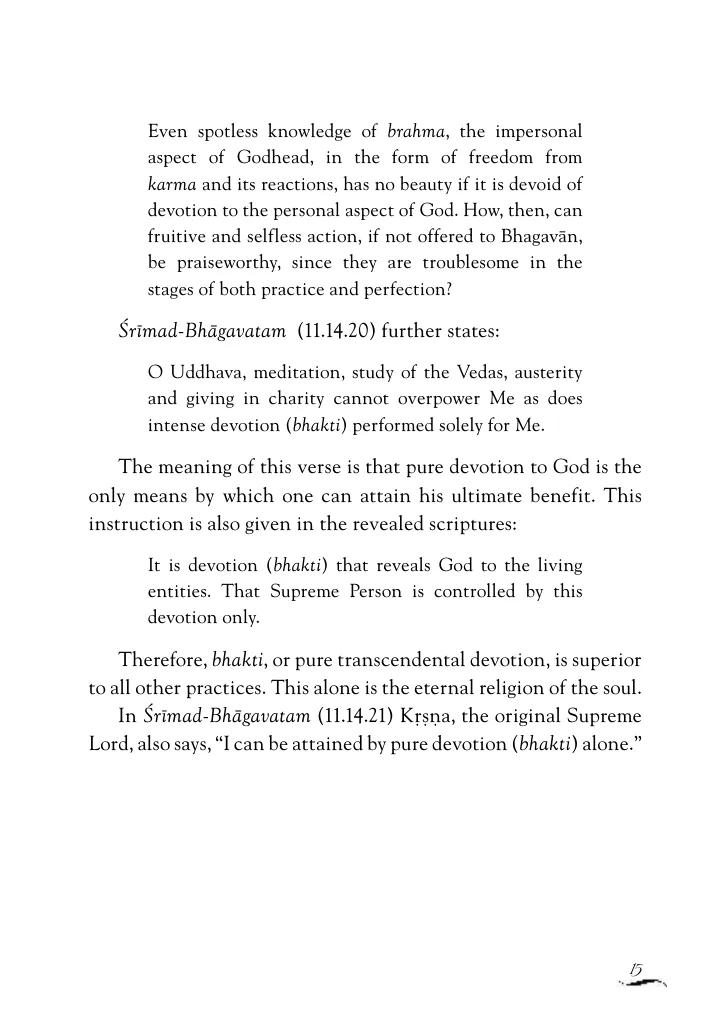 Even spotless knowledge of brahma, the impersonal
aspect of Godhead, in the form of freedom from
karma and its reactions, has no beauty if it is devoid of
devotion to the personal aspect of God. How, then, can
fruitive and selfless action, if not offered to Bhagavān,
be praiseworthy, since they are troublesome in the
stages of both practice and perfection?
Śrīmad-Bhāgavatam (11.14.20) further states:
O Uddhava, meditation, study of the Vedas, austerity
and giving in charity cannot overpower Me as does
intense devotion (bhakti) performed solely for Me.
The meaning of this verse is that pure devotion to God is the
only means by which one can attain his ultimate benefit. This
instruction is also given in the revealed scriptures:
It is devotion (bhakti) that reveals God to the living
entities. That Supreme Person is controlled by this
devotion only.
Therefore, bhakti, or pure transcendental devotion, is superior
to all other practices. This alone is the eternal religion of the soul.
In Śrīmad-Bhāgavatam (11.14.21) Kṛṣṇa, the original Supreme
Lord, also says, “I can be attained by pure devotion (bhakti) alone.”
15